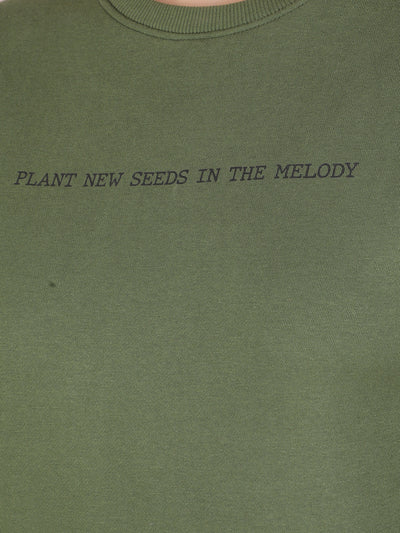 PLANT NEW SEEDS IN THE MELODY